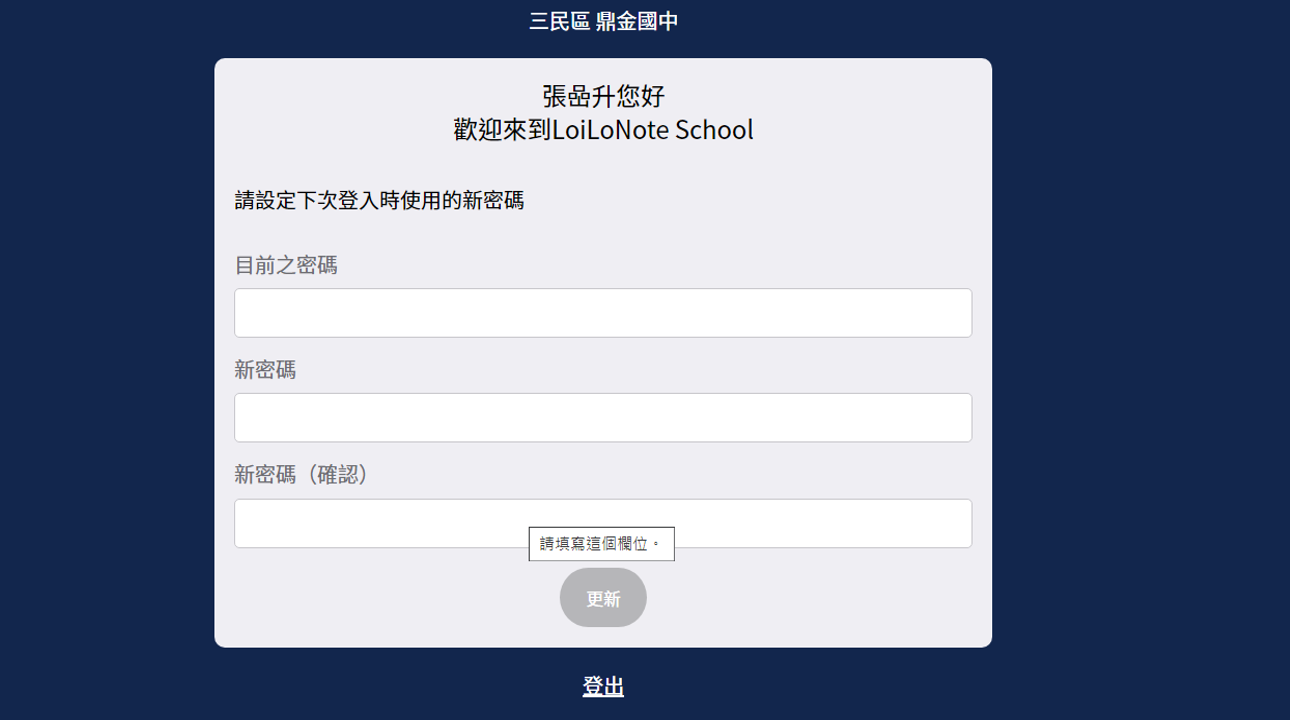 三民區 鼎金國中
張喦升您好
歡迎來到LoiLoNote School
請設定下次登入時使用的新密碼
目前之密碼
新密碼
新密碼（確認）
請填寫這個欄位。
更新
登出